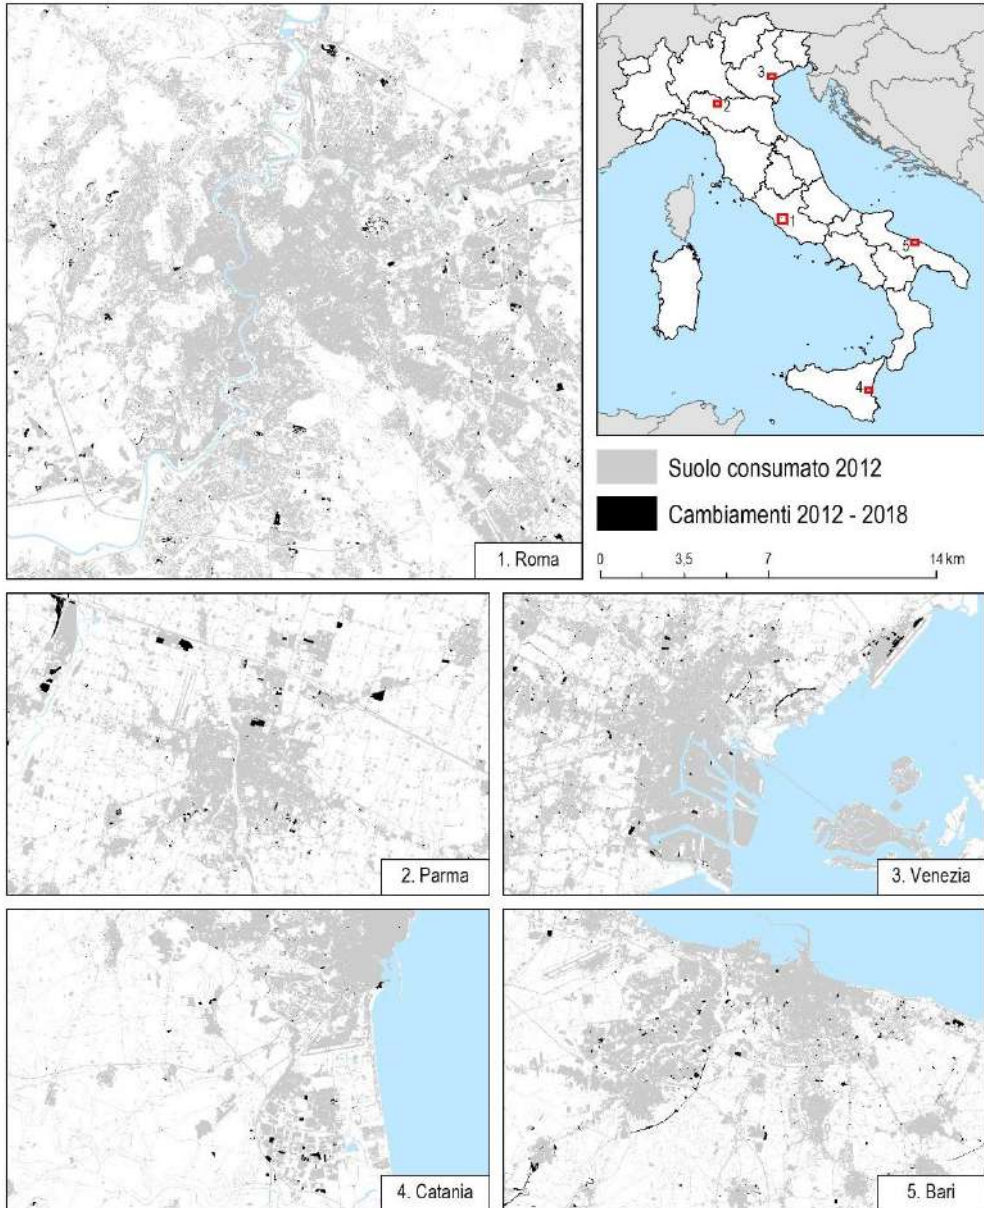 1. Roma
3
2
1
5
4
Suolo consumato 2012
Cambiamenti 2012 - 2018
0 3,5 7 14 km
2. Parma
3. Venezia
4. Catania
5. Bari